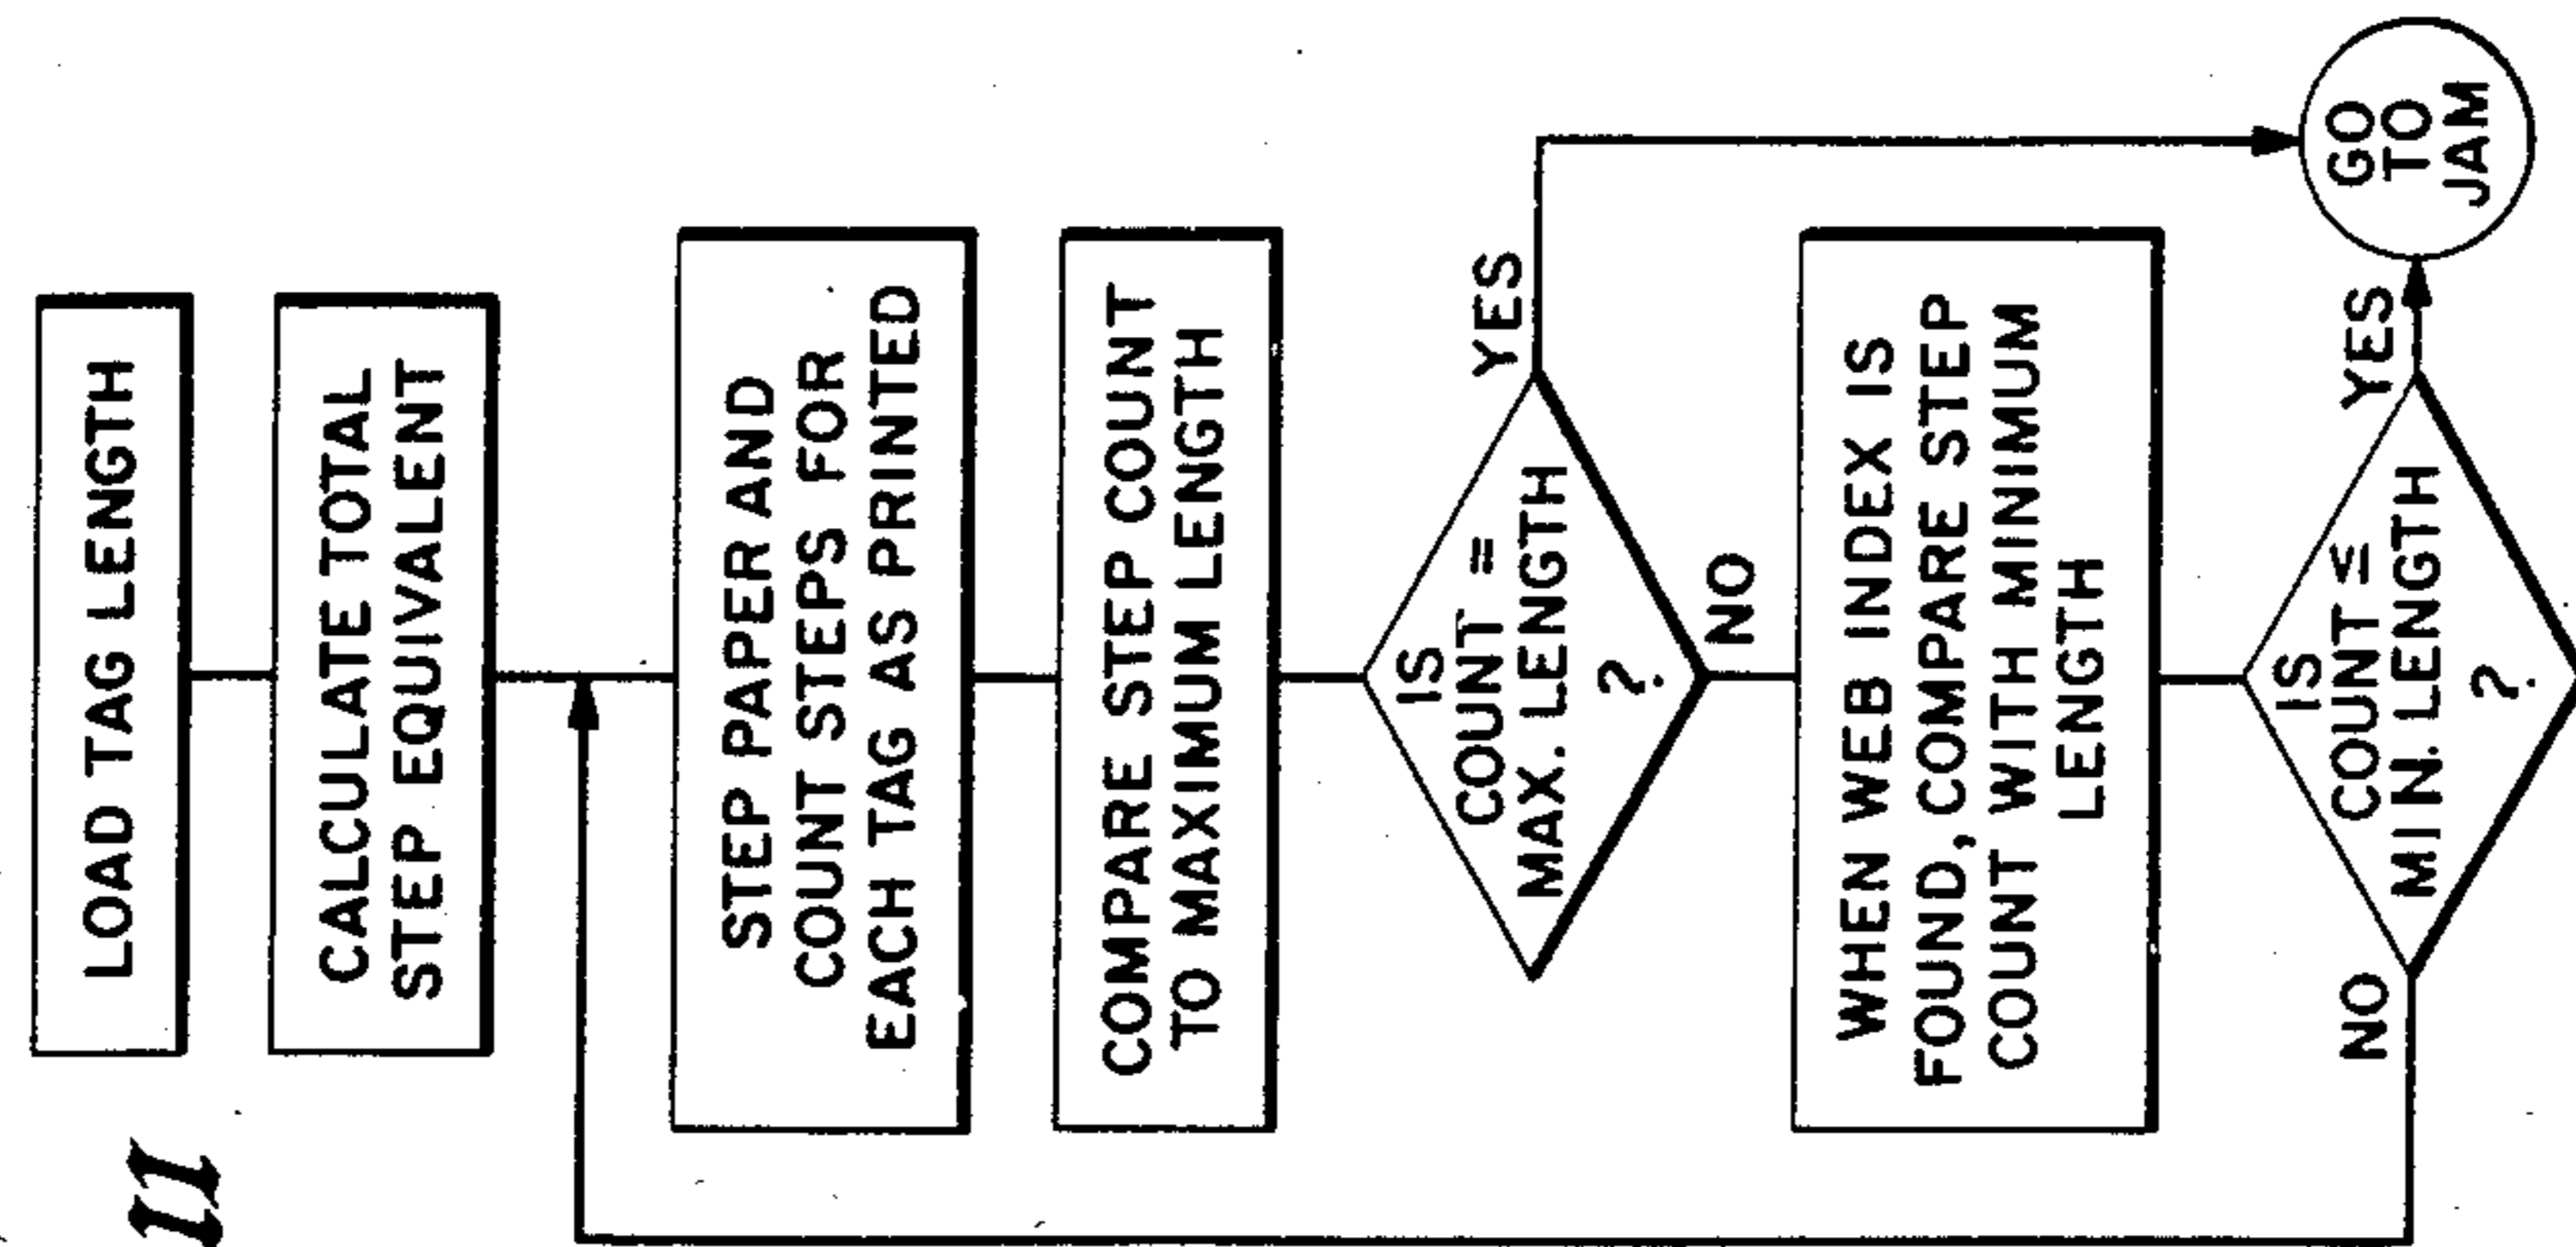 11
LOAD TAG LENGTH
CALCULATE TOTAL
STEP EQUIVALENT
STEP PAPER AND
COUNT STEPS FOR
EACH TAG AS PRINTED
COMPARE STEP COUNT
TO MAXIMUM LENGTH
IS
COUNT =
MAX. LENGTH
?
YES
NO
WHEN WEB INDEX IS
FOUND, COMPARE STEP
COUNT WITH MINIMUM
LENGTH
IS
COUNT ≤
MIN. LENGTH
?
NO
YES
GO
TO
JAM